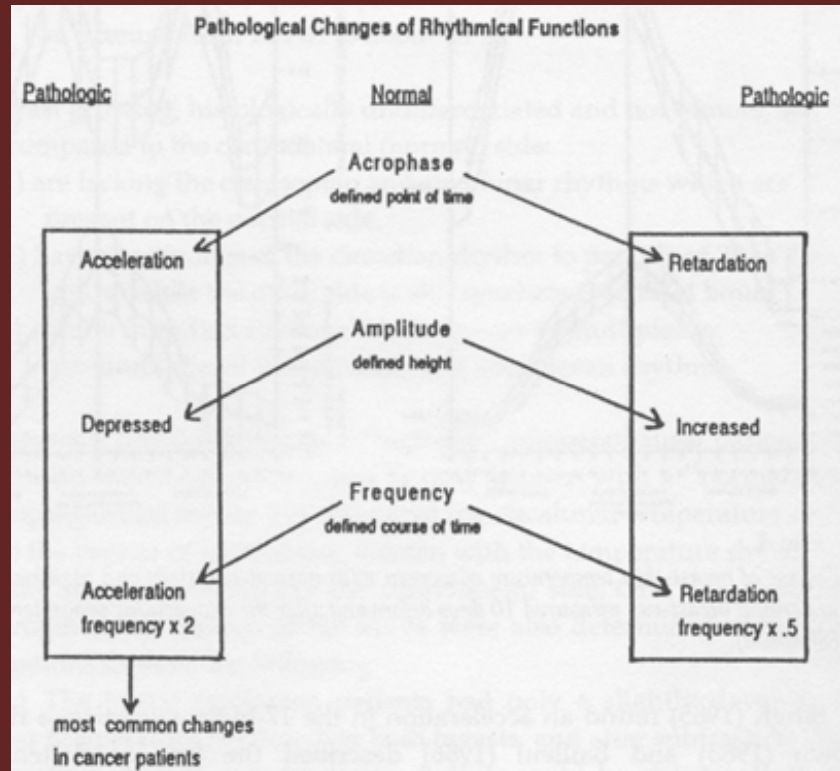 Pathological Changes of Rhythmical Functions
Pathologic
Normal
Pathologic
Acrophase
defined point of time
Acceleration
Retardation
Amplitude
defined height
Depressed
Increased
Frequency
defined course of time
Acceleration
frequency x 2
Retardation
frequency x .5
most common changes
in cancer patients